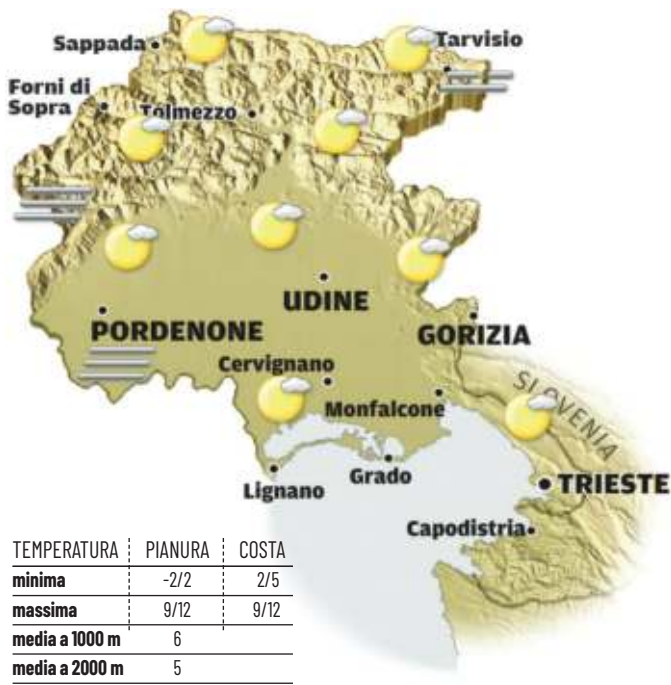 Sappada
Tarvisio
Forni di
Sopra
Tolmezzo
UDINE
PORDENONE
GORIZIA
Cervignano
SLOVENIA
Monfalcone
Grado
Lignano
TRIESTE
Capodistria
TEMPERATURA PIANURA COSTA
minima -2/2 2/5
massima 9/12 9/12
media a 1000 m 6
media a 2000 m 5